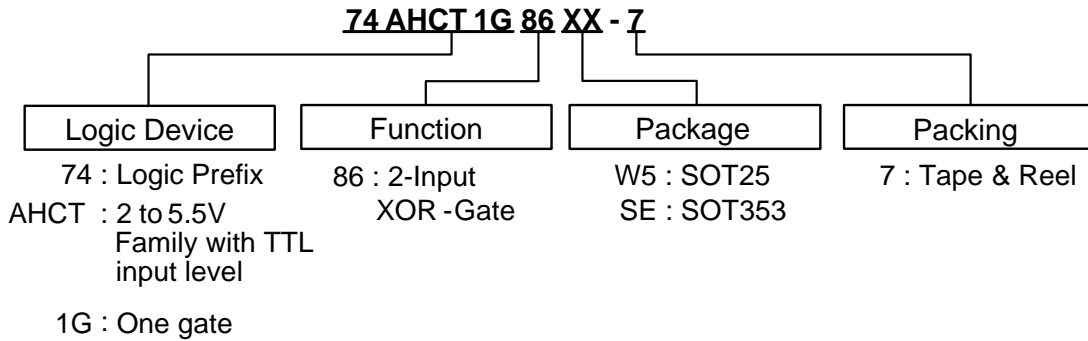 74 AHCT 1G 86 XX - 7
Logic Device
74 : Logic Prefix
AHCT : 2 to 5.5V
Family with TTL
input level
1G : One gate
Function
86 : 2-Input
XOR -Gate
Package
W5 : SOT25
SE : SOT353
Packing
7 : Tape & Reel